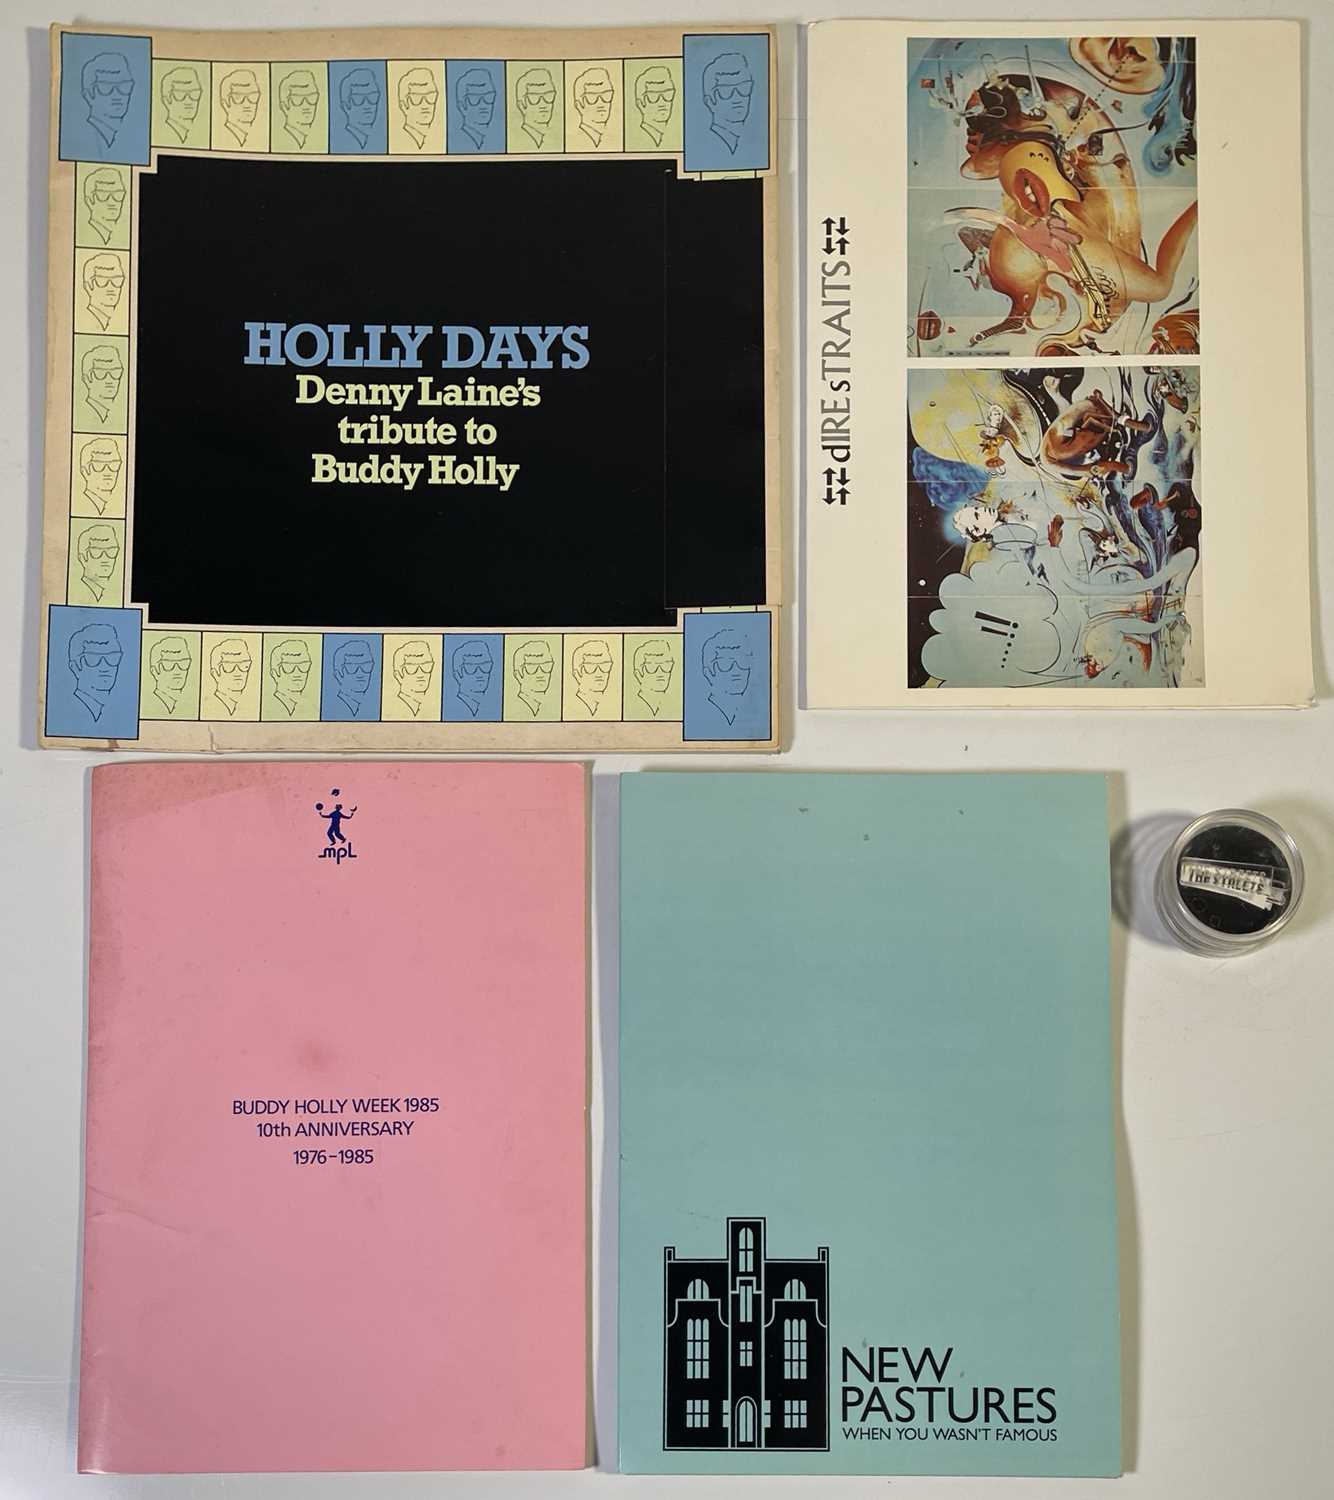 HOLLY DAYS
Denny Laine's
tribute to
Buddy Holly
dIRE sTRAITS
!!...
mpL
BUDDY HOLLY WEEK 1985
10th ANNIVERSARY
1976-1985
NEW
PASTURES
WHEN YOU WASN'T FAMOUS
THE STREETS